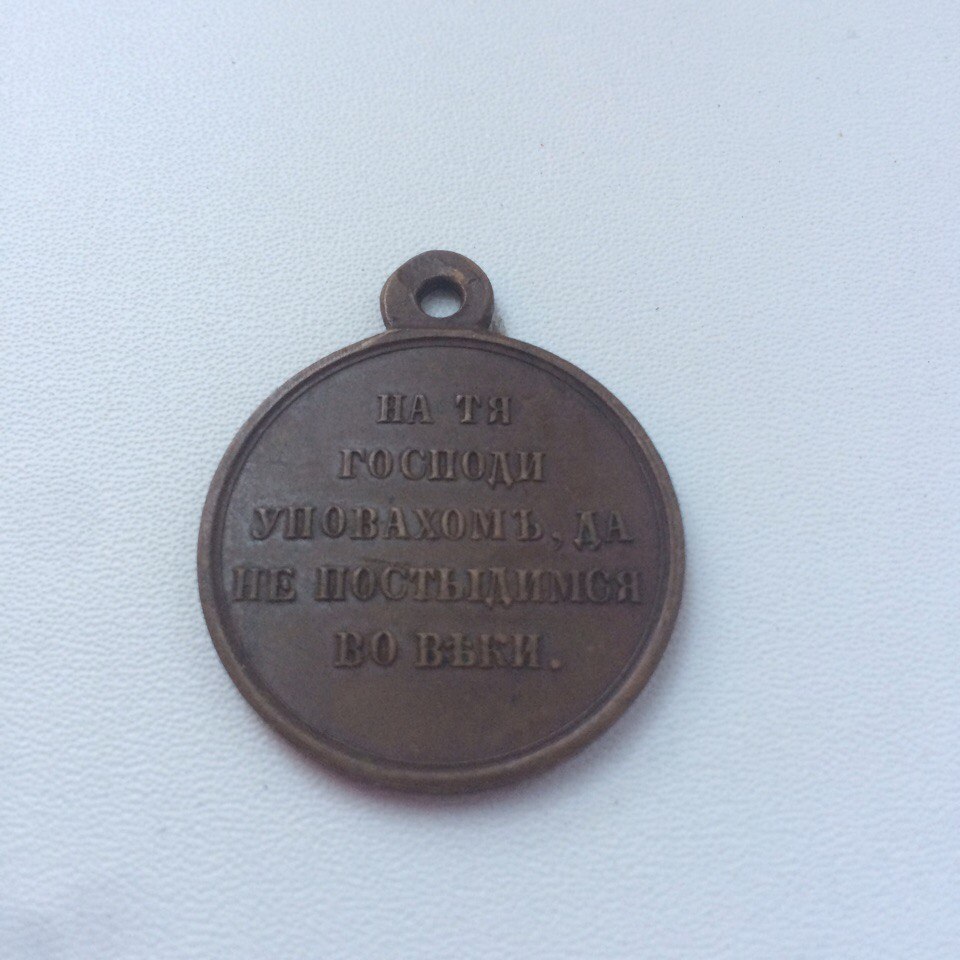 НА ТЯ
ГОСПОДИ
УПОВАХОМЪ, ДА
НЕ ПОСТЫДИМСЯ
ВО ВѢКИ.